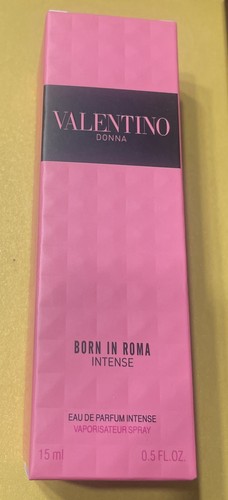 VALENTINO
DONNA
BORN IN ROMA
INTENSE
EAU DE PARFUM INTENSE
VAPORISATEUR SPRAY
15 ml 0.5 FL.OZ.